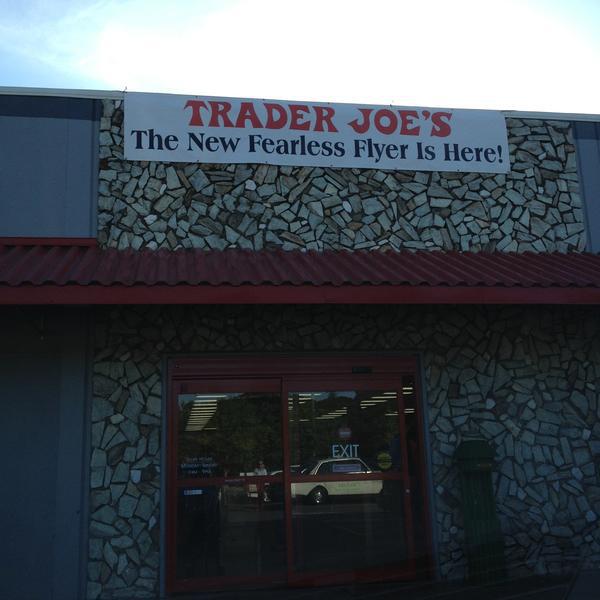 TRADER JOE'S
The New Fearless Flyer Is Here!
EXIT